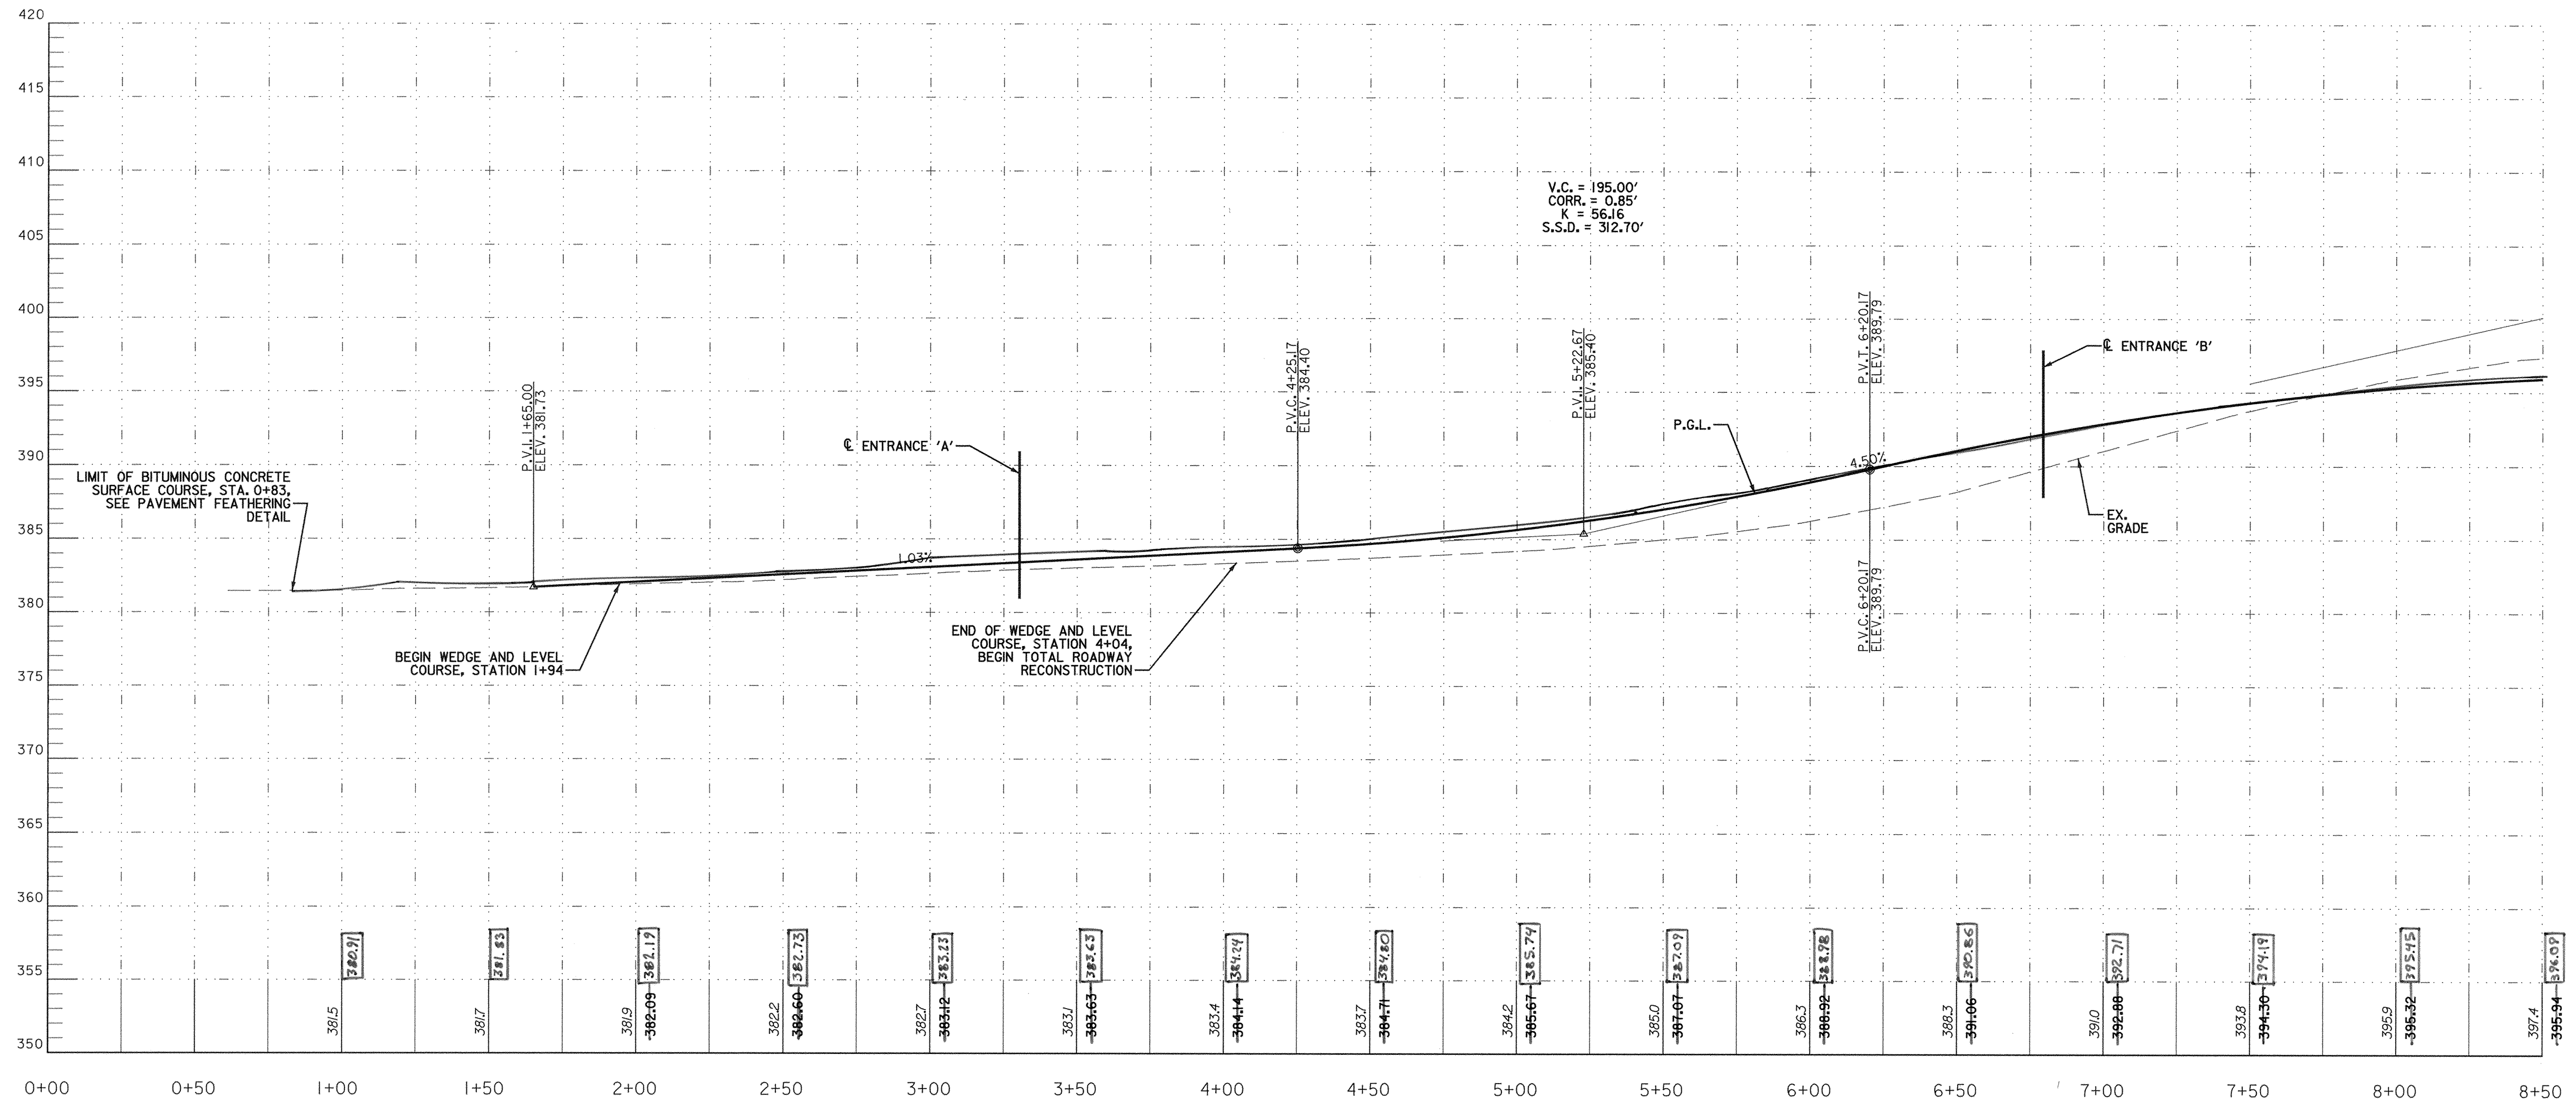 420
415
410
405
400
395
390
385
380
375
370
365
360
355
350
V.C. = 195.00'
CORR. = 0.85'
K = 56.16
S.S.D. = 312.70'
P.V.I. 1+65.00
ELEV. 381.73
P.V.C. 4+25.17
ELEV. 384.40
P.V.I. 5+22.67
ELEV. 385.40
P.V.T. 6+20.17
ELEV. 389.79
P.V.C. 6+20.17
ELEV. 389.79
℄ ENTRANCE 'A'
℄ ENTRANCE 'B'
P.G.L.
1.03%
4.50%
EX.
GRADE
LIMIT OF BITUMINOUS CONCRETE
SURFACE COURSE, STA. 0+83,
SEE PAVEMENT FEATHERING
DETAIL
BEGIN WEDGE AND LEVEL
COURSE, STATION 1+94
END OF WEDGE AND LEVEL
COURSE, STATION 4+04,
BEGIN TOTAL ROADWAY
RECONSTRUCTION
380.91
381.83
382.19
382.73
383.23
383.63
384.24
384.80
385.74
387.09
388.98
390.86
392.71
394.19
395.45
396.09
381.5
381.7
381.9
382.09
382.2
382.60
382.7
383.12
383.1
383.63
383.4
384.14
383.7
384.71
384.2
385.67
385.0
387.07
386.3
388.92
388.3
391.06
391.0
392.88
393.8
394.30
395.9
395.32
397.4
395.94
0+00
0+50
1+00
1+50
2+00
2+50
3+00
3+50
4+00
4+50
5+00
5+50
6+00
6+50
7+00
7+50
8+00
8+50